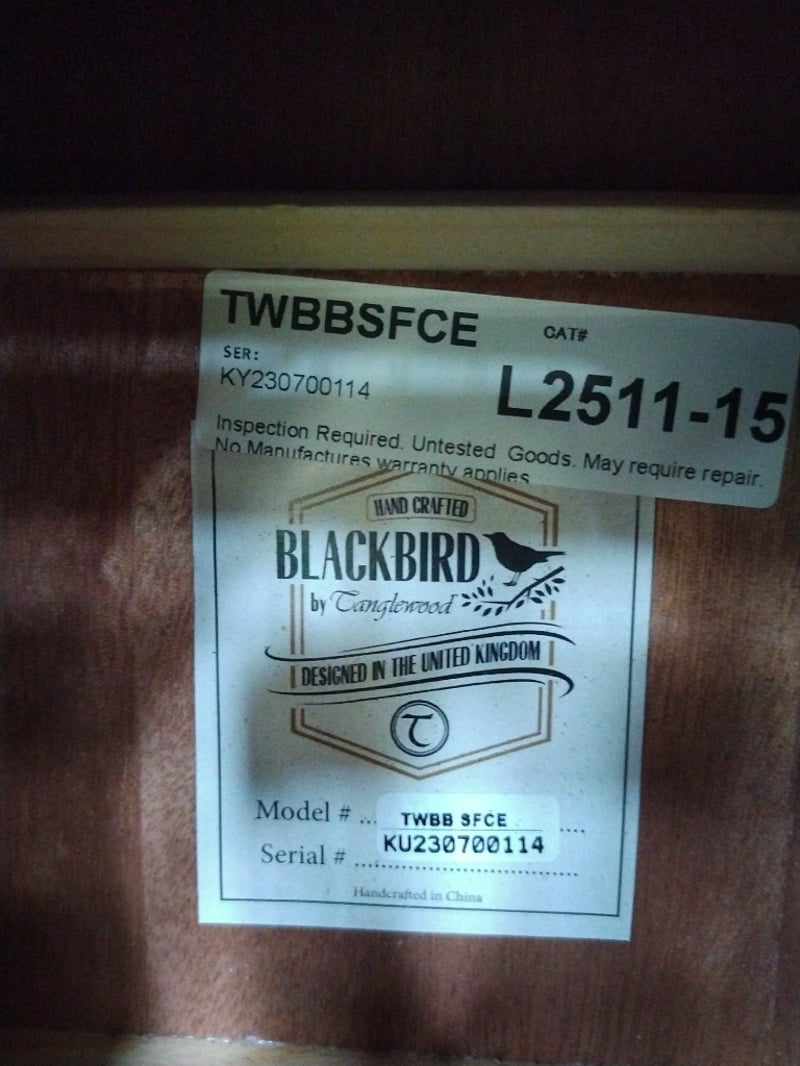 TWBBSFCE
CAT#
SER:
KY230700114
L2511-15
Inspection Required. Untested Goods. May require repair.
No Manufactures warranty applies
HAND CRAFTED
BLACKBIRD
by Tanglewood
DESIGNED IN THE UNITED KINGDOM
T
Model # ... TWBB SFCE ....
KU230700114
Serial # ..............................
Handcrafted in China